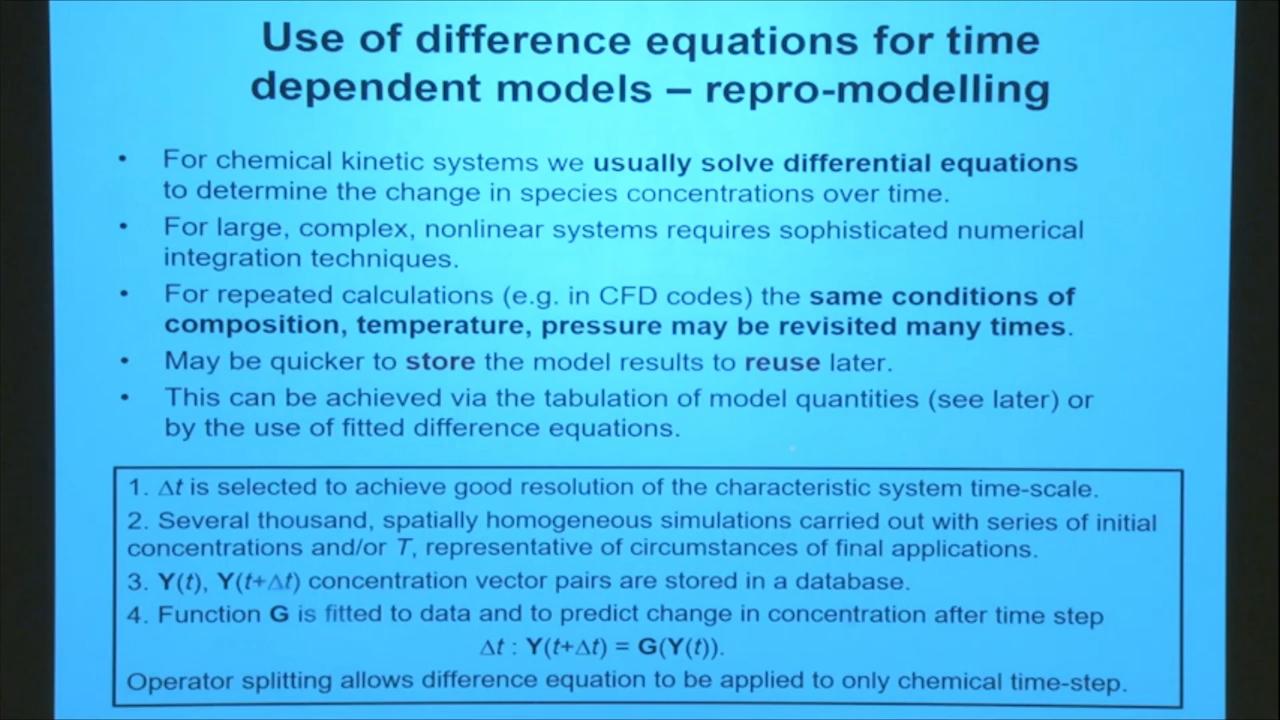 Use of difference equations for time
dependent models – repro-modelling
• For chemical kinetic systems we usually solve differential equations
to determine the change in species concentrations over time.
• For large, complex, nonlinear systems requires sophisticated numerical
integration techniques.
• For repeated calculations (e.g. in CFD codes) the same conditions of
composition, temperature, pressure may be revisited many times.
• May be quicker to store the model results to reuse later.
• This can be achieved via the tabulation of model quantities (see later) or
by the use of fitted difference equations.
1. Δt is selected to achieve good resolution of the characteristic system time-scale.
2. Several thousand, spatially homogeneous simulations carried out with series of initial
concentrations and/or T, representative of circumstances of final applications.
3. Y(t), Y(t+Δt) concentration vector pairs are stored in a database.
4. Function G is fitted to data and to predict change in concentration after time step
Δt : Y(t+Δt) = G(Y(t)).
Operator splitting allows difference equation to be applied to only chemical time-step.